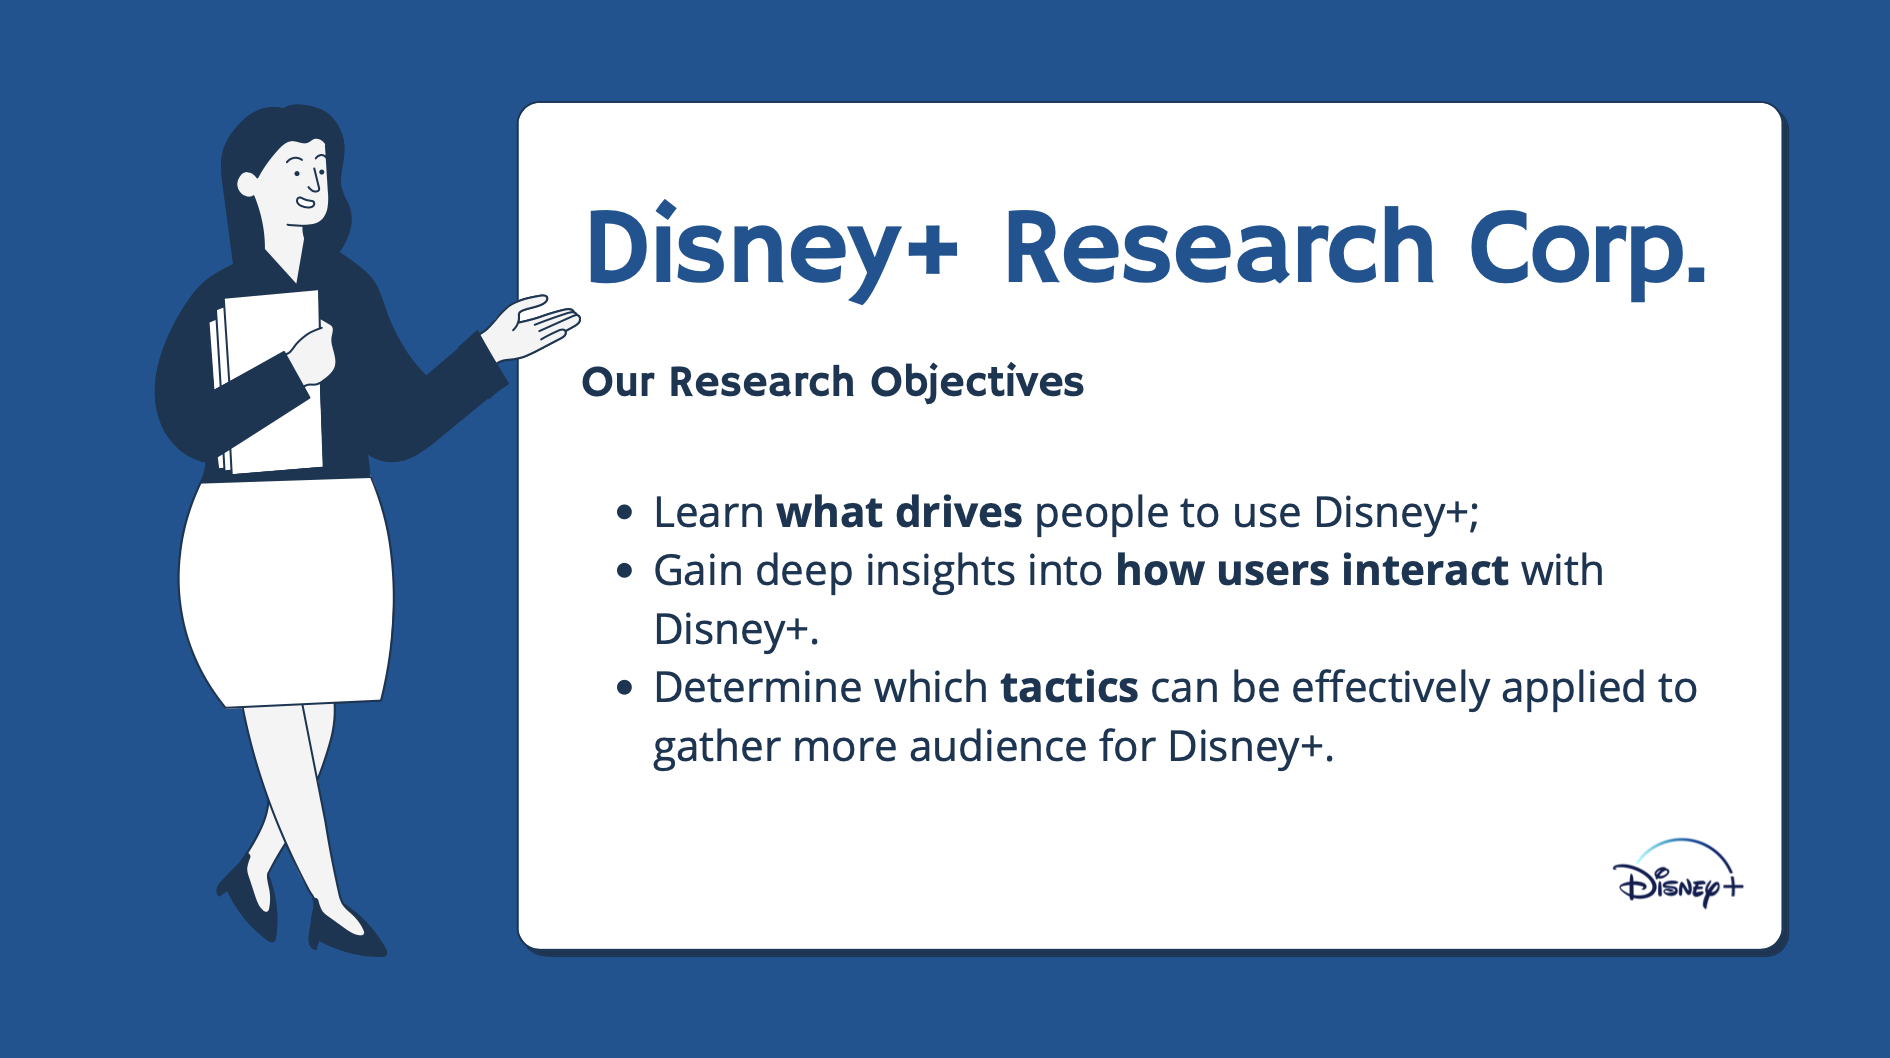 Disney+ Research Corp.
Our Research Objectives
• Learn what drives people to use Disney+;
• Gain deep insights into how users interact with
Disney+.
• Determine which tactics can be effectively applied to
gather more audience for Disney+.
Disney+